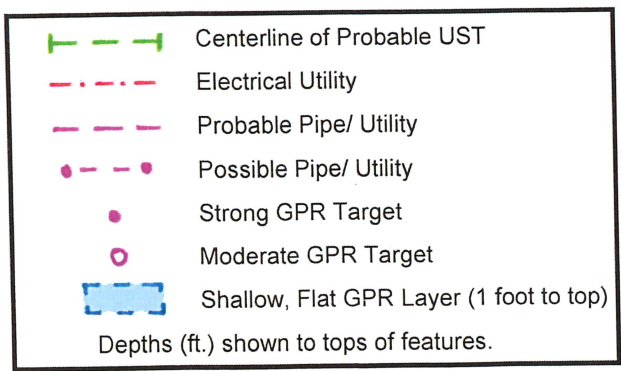 Centerline of Probable UST
Electrical Utility
Probable Pipe/ Utility
Possible Pipe/ Utility
Strong GPR Target
Moderate GPR Target
Shallow, Flat GPR Layer (1 foot to top)
Depths (ft.) shown to tops of features.